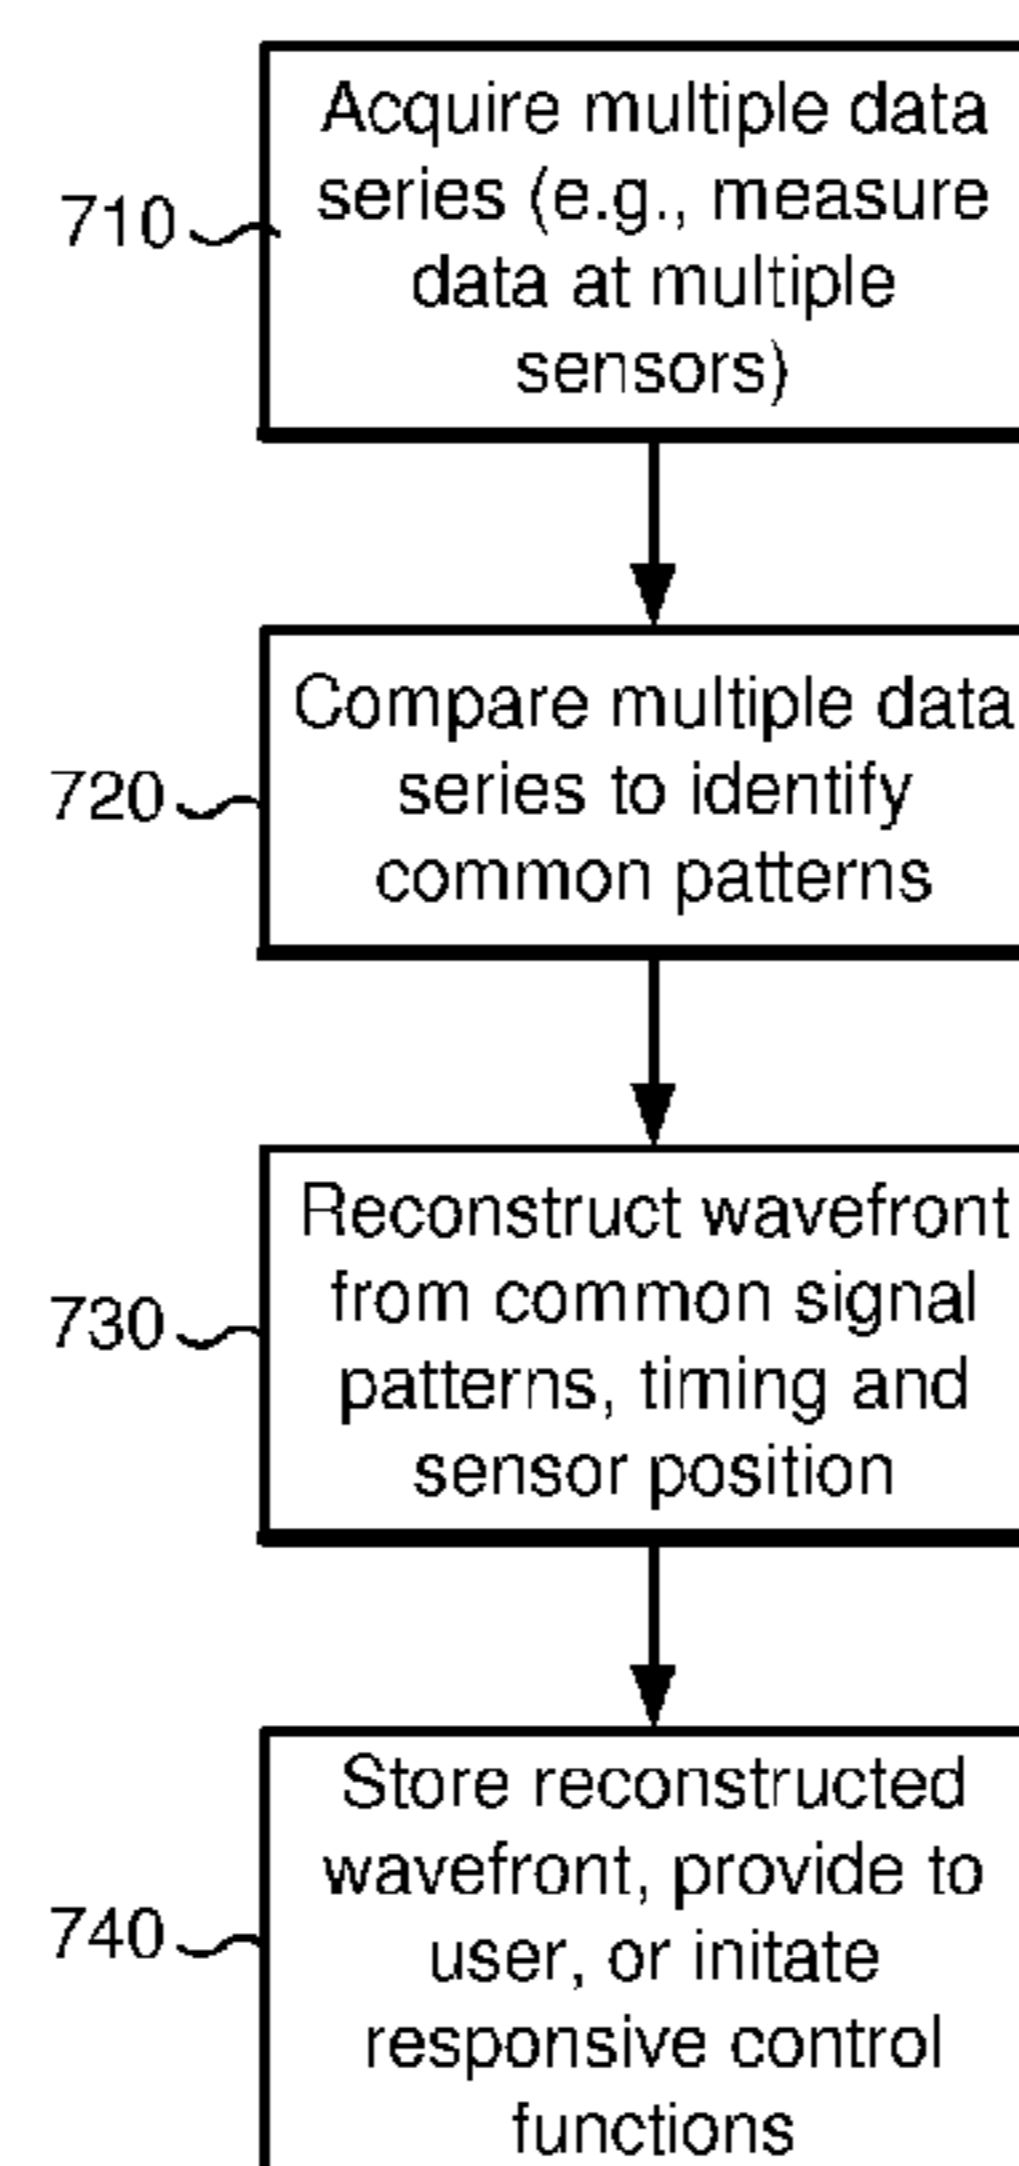 Acquire multiple data
series (e.g., measure
710
data at multiple
sensors)
Compare multiple data
720
series to identify
common patterns
Reconstruct wavefront
from common signal
730
patterns, timing and
sensor position
Store reconstructed
wavefront, provide to
740
user, or initate
responsive control
functions